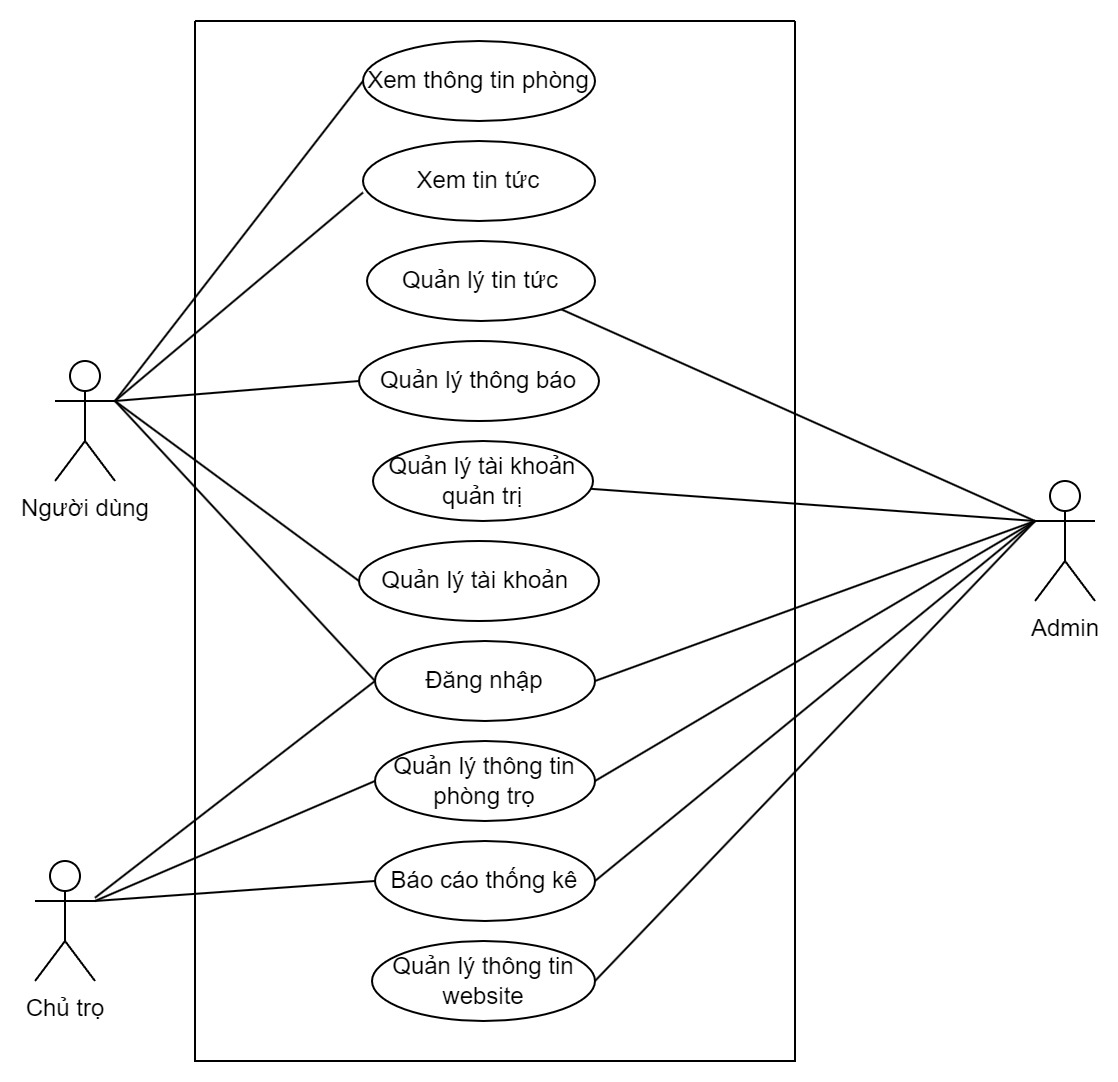 Xem thông tin phòng
Xem tin tức
Quản lý tin tức
Quản lý thông báo
Quản lý tài khoản
quản trị
Người dùng
Quản lý tài khoản
Admin
Đăng nhập
Quản lý thông tin
phòng trọ
Báo cáo thống kê
Quản lý thông tin
website
Chủ trọ